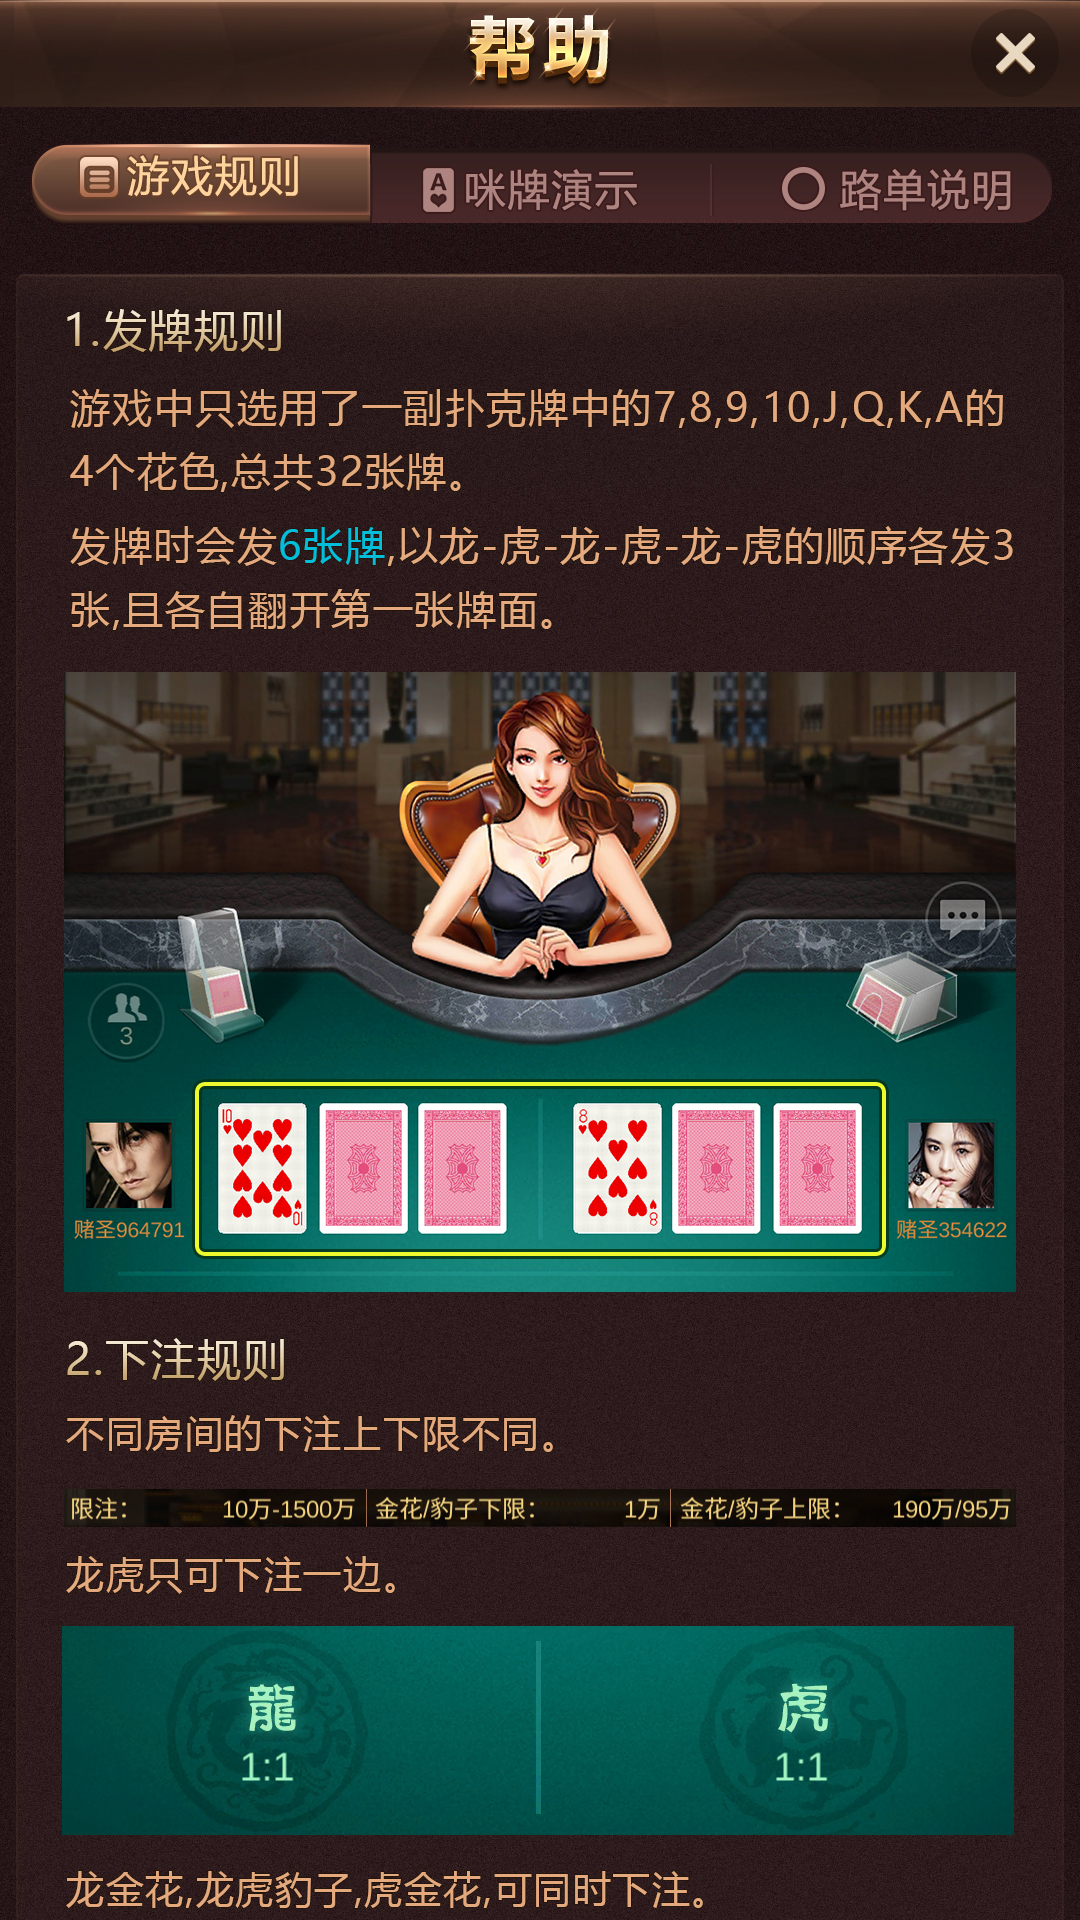 帮助
游戏规则
A
咪牌演示
路单说明
1.发牌规则
游戏中只选用了一副扑克牌中的7,8,9,10,J,Q,K,A的
4个花色,总共32张牌。
发牌时会发6张牌,以龙-虎-龙-虎-龙-虎的顺序各发3
张,且各自翻开第一张牌面。
3
10
10
8
8
赌圣964791
赌圣354622
2.下注规则
不同房间的下注上下限不同。
限注： 10万-1500万 金花/豹子下限： 1万 金花/豹子上限： 190万/95万
龙虎只可下注一边。
龍 虎
1:1 1:1
龙金花,龙虎豹子,虎金花,可同时下注。